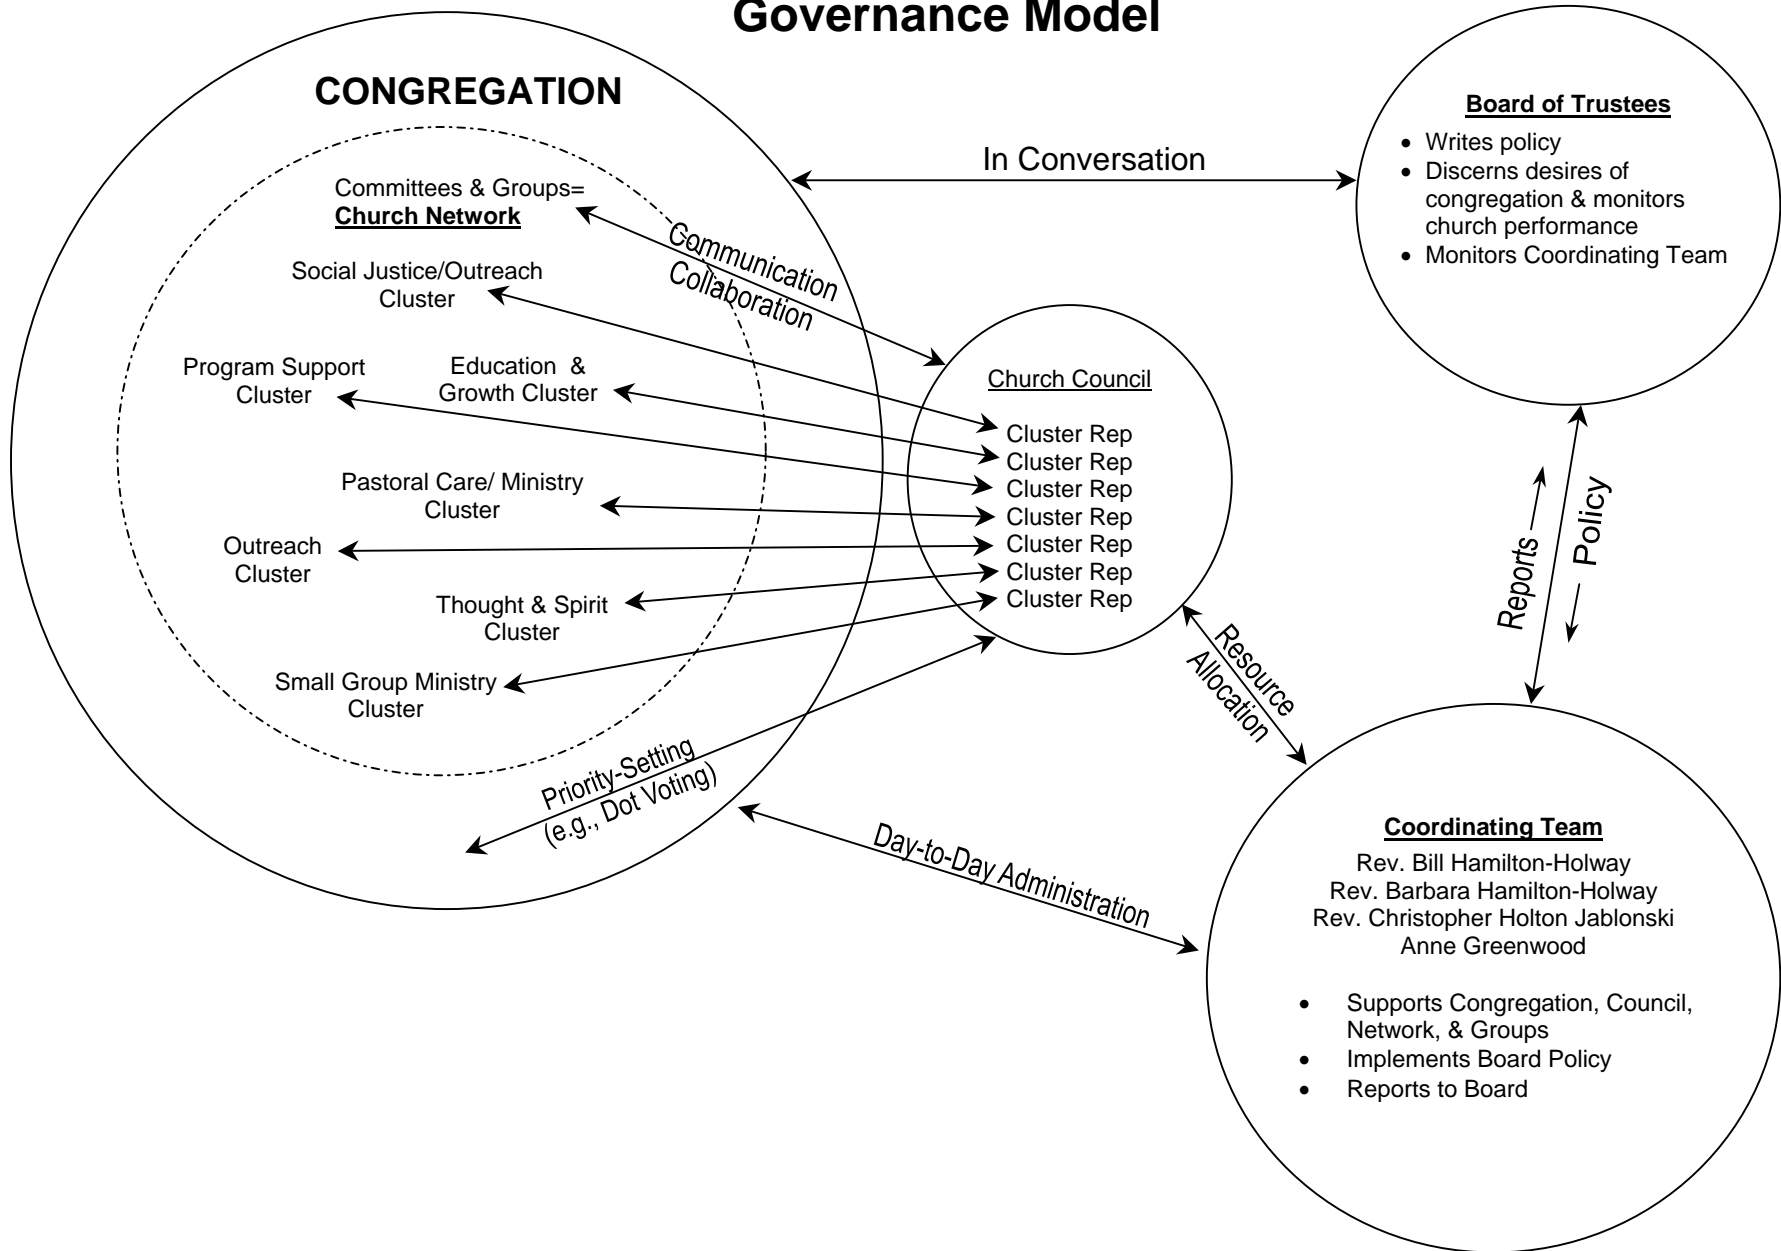 Governance Model
CONGREGATION
Committees & Groups=
Church Network
Social Justice/Outreach
Cluster
Program Support
Cluster
Education & 
Growth Cluster
Pastoral Care/ Ministry
Cluster
Outreach
Cluster
Thought & Spirit
Cluster
Small Group Ministry
Cluster
Communication
Collaboration
Priority-Setting
(e.g., Dot Voting)
In Conversation
Church Council
Cluster Rep
Cluster Rep
Cluster Rep
Cluster Rep
Cluster Rep
Cluster Rep
Cluster Rep
Board of Trustees
• Writes policy
• Discerns desires of
congregation & monitors
church performance
• Monitors Coordinating Team
Reports
Policy
Resource
Allocation
Day-to-Day Administration
Coordinating Team
Rev. Bill Hamilton-Holway
Rev. Barbara Hamilton-Holway
Rev. Christopher Holton Jablonski
Anne Greenwood
• Supports Congregation, Council,
Network, & Groups
• Implements Board Policy
• Reports to Board